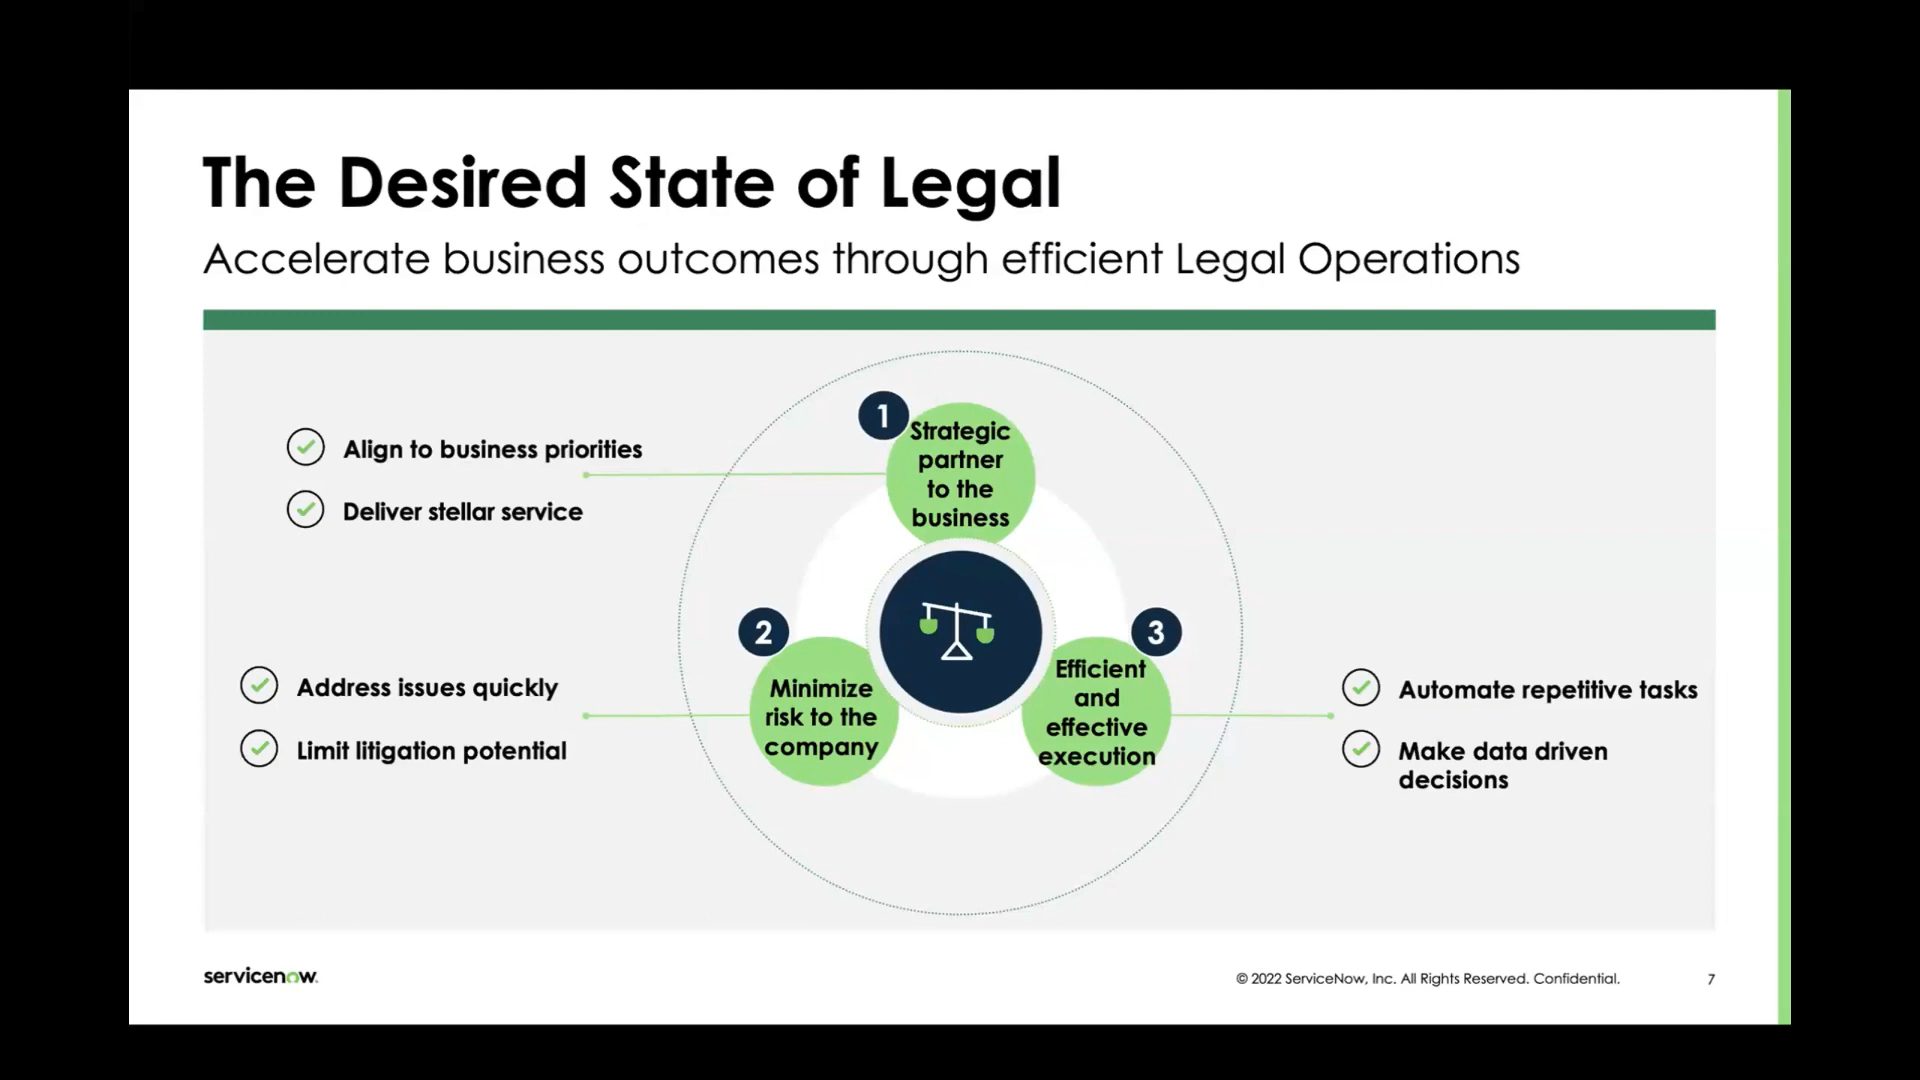 The Desired State of Legal
Accelerate business outcomes through efficient Legal Operations
1
Strategic
partner
to the
business
Align to business priorities
Deliver stellar service
2
Minimize
risk to the
company
Address issues quickly
Limit litigation potential
3
Efficient
and
effective
execution
Automate repetitive tasks
Make data driven
decisions
servicenow.
© 2022 ServiceNow, Inc. All Rights Reserved. Confidential.
7